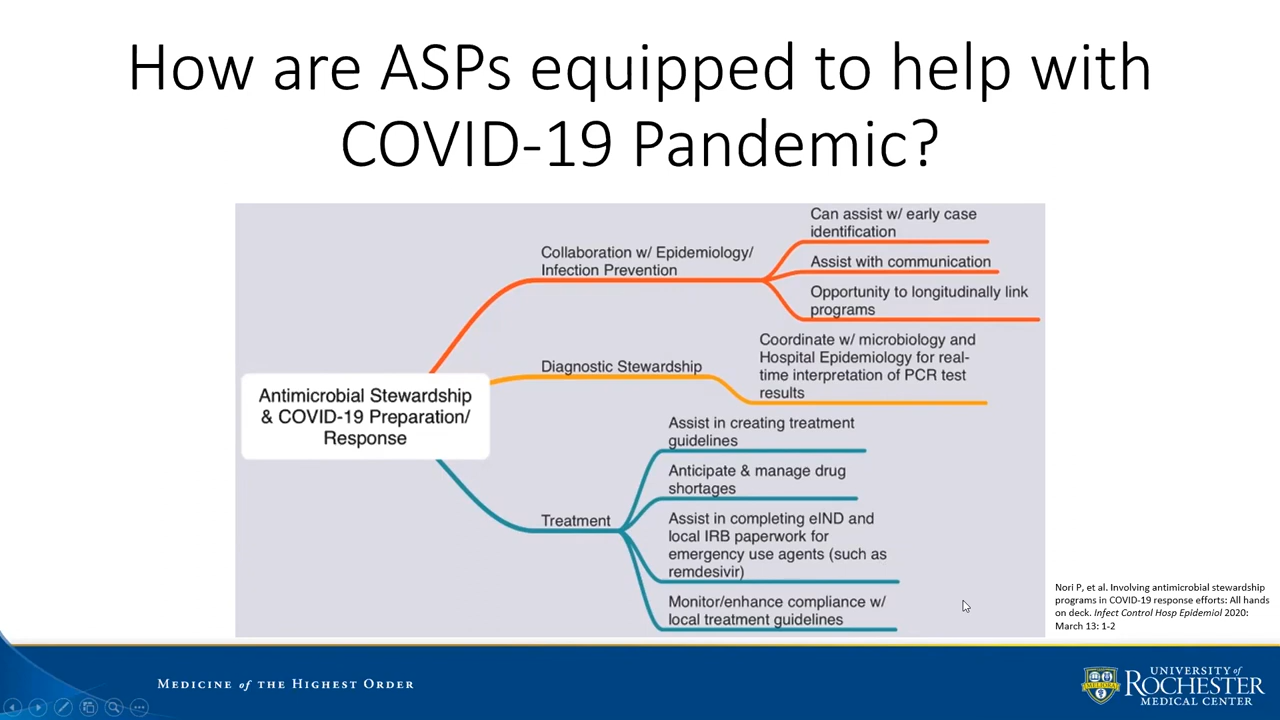 How are ASPs equipped to help with
COVID-19 Pandemic?
Can assist w/ early case
identification
Collaboration w/ Epidemiology/
Infection Prevention
Assist with communication
Opportunity to longitudinally link
programs
Diagnostic Stewardship
Coordinate w/ microbiology and
Hospital Epidemiology for real-
time interpretation of PCR test
results
Antimicrobial Stewardship
& COVID-19 Preparation/
Response
Treatment
Assist in creating treatment
guidelines
Anticipate & manage drug
shortages
Assist in completing eIND and
local IRB paperwork for
emergency use agents (such as
remdesivir)
Monitor/enhance compliance w/
local treatment guidelines
Nori P, et al. Involving antimicrobial stewardship
programs in COVID-19 response efforts: All hands
on deck. Infect Control Hosp Epidemiol 2020:
March 13: 1-2
MEDICINE of THE HIGHEST ORDER
MELIORA
UNIVERSITY of
ROCHESTER
MEDICAL CENTER